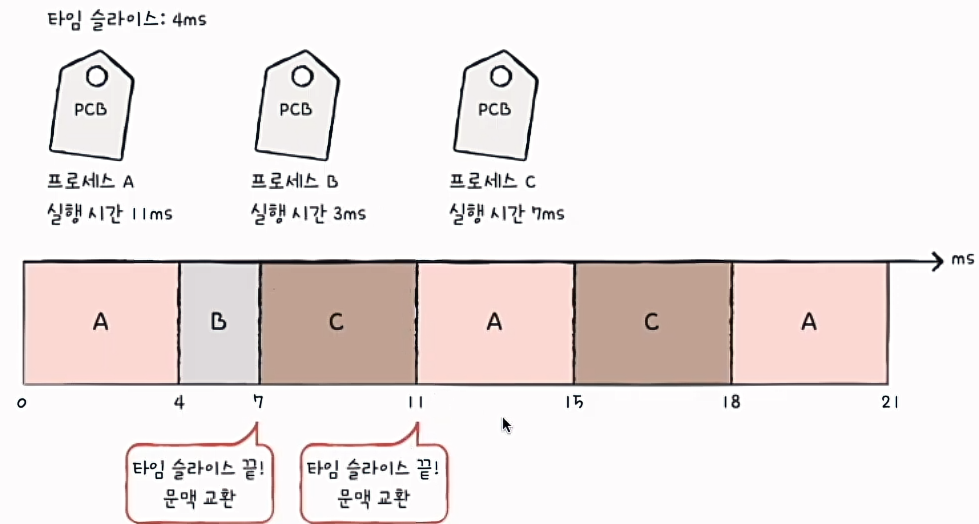 타임 슬라이스: 4ms
PCB
PCB
PCB
프로세스 A
실행 시간 11ms
프로세스 B
실행 시간 3ms
프로세스 C
실행 시간 7ms
ms
A
B
C
A
C
A
0
4
7
11
15
18
21
타임 슬라이스 끝!
문맥 교환
타임 슬라이스 끝!
문맥 교환